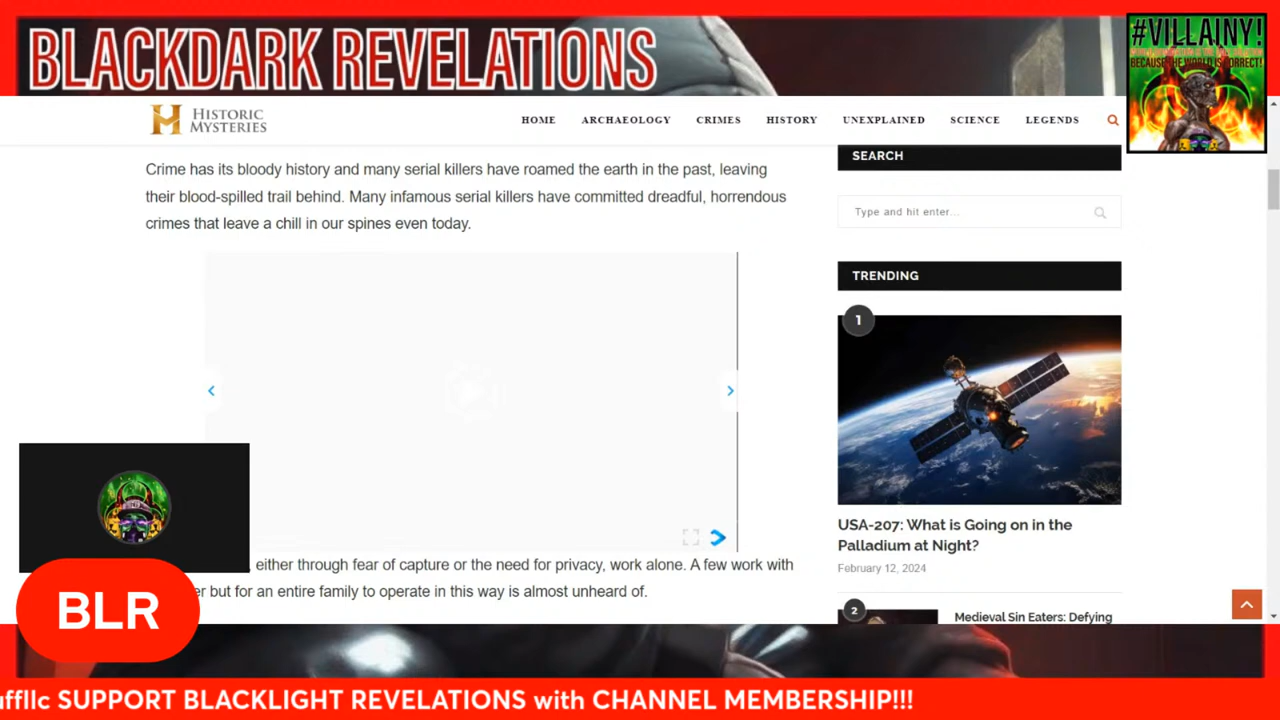 BLACKDARK REVELATIONS
#VILLAINY!
BECAUSE THE WORLD IS CORRECT!
HISTORIC
MYSTERIES
HOME ARCHAEOLOGY CRIMES HISTORY UNEXPLAINED SCIENCE LEGENDS
Crime has its bloody history and many serial killers have roamed the earth in the past, leaving
their blood-spilled trail behind. Many infamous serial killers have committed dreadful, horrendous
crimes that leave a chill in our spines even today.
, either through fear of capture or the need for privacy, work alone. A few work with
er but for an entire family to operate in this way is almost unheard of.
SEARCH
Type and hit enter...
TRENDING
1
USA-207: What is Going on in the
Palladium at Night?
February 12, 2024
2
Medieval Sin Eaters: Defying
BLR
uffllc SUPPORT BLACKLIGHT REVELATIONS with CHANNEL MEMBERSHIP!!!